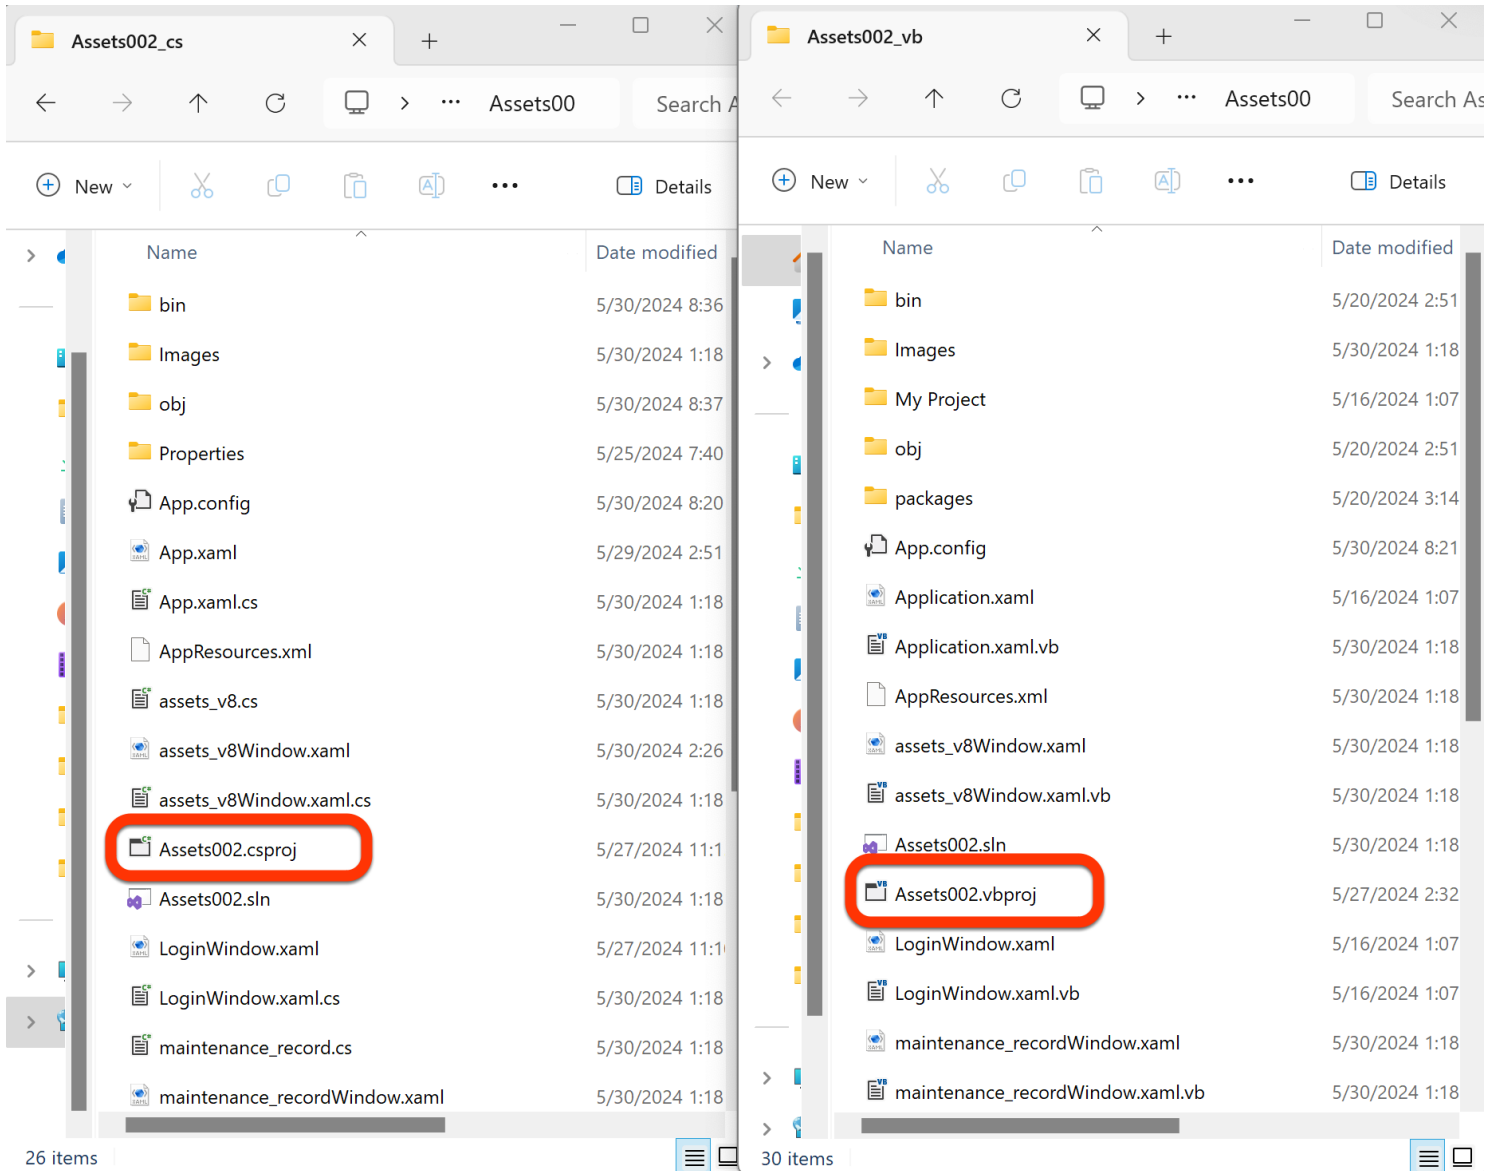 Assets002_cs
Assets00
Search A
New
Details
Name
Date modified
bin
5/30/2024 8:36
Images
5/30/2024 1:18
obj
5/30/2024 8:37
Properties
5/25/2024 7:40
App.config
5/30/2024 8:20
App.xaml
5/29/2024 2:51
App.xaml.cs
5/30/2024 1:18
AppResources.xml
5/30/2024 1:18
assets_v8.cs
5/30/2024 1:18
assets_v8Window.xaml
5/30/2024 2:26
assets_v8Window.xaml.cs
5/30/2024 1:18
Assets002.csproj
5/27/2024 11:1
Assets002.sln
5/30/2024 1:18
LoginWindow.xaml
5/27/2024 11:1
LoginWindow.xaml.cs
5/30/2024 1:18
maintenance_record.cs
5/30/2024 1:18
maintenance_recordWindow.xaml
5/30/2024 1:18
26 items
Assets002_vb
Assets00
Search As
New
Details
Name
Date modified
bin
5/20/2024 2:51
Images
5/30/2024 1:18
My Project
5/16/2024 1:07
obj
5/20/2024 2:51
packages
5/20/2024 3:14
App.config
5/30/2024 8:21
Application.xaml
5/16/2024 1:07
Application.xaml.vb
5/30/2024 1:18
AppResources.xml
5/30/2024 1:18
assets_v8Window.xaml
5/30/2024 1:18
assets_v8Window.xaml.vb
5/30/2024 1:18
Assets002.sln
5/30/2024 1:18
Assets002.vbproj
5/27/2024 2:32
LoginWindow.xaml
5/16/2024 1:07
LoginWindow.xaml.vb
5/16/2024 1:07
maintenance_recordWindow.xaml
5/30/2024 1:18
maintenance_recordWindow.xaml.vb
5/30/2024 1:18
30 items